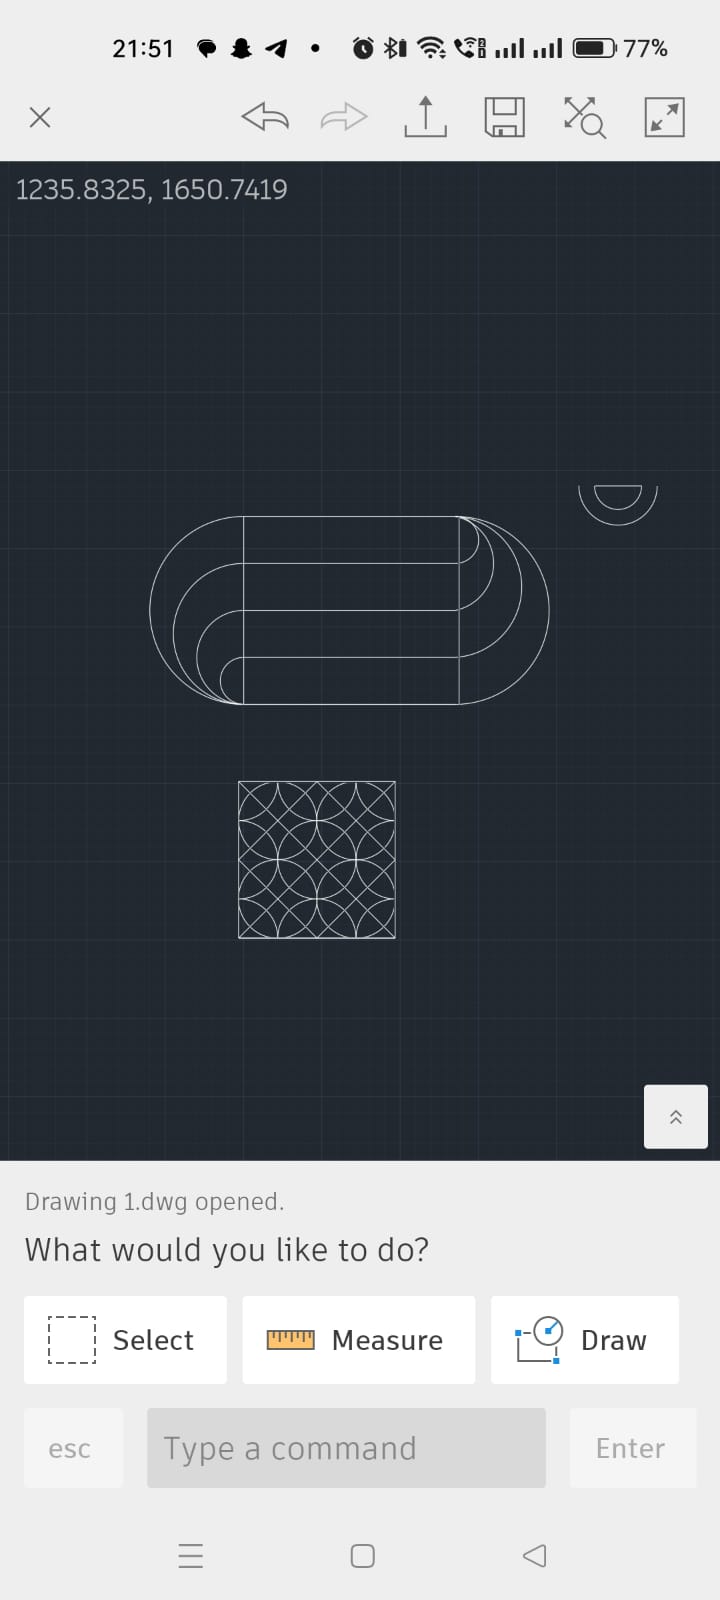 21:51 77%
1235.8325, 1650.7419
Drawing 1.dwg opened.
What would you like to do?
Select Measure Draw
esc Type a command Enter